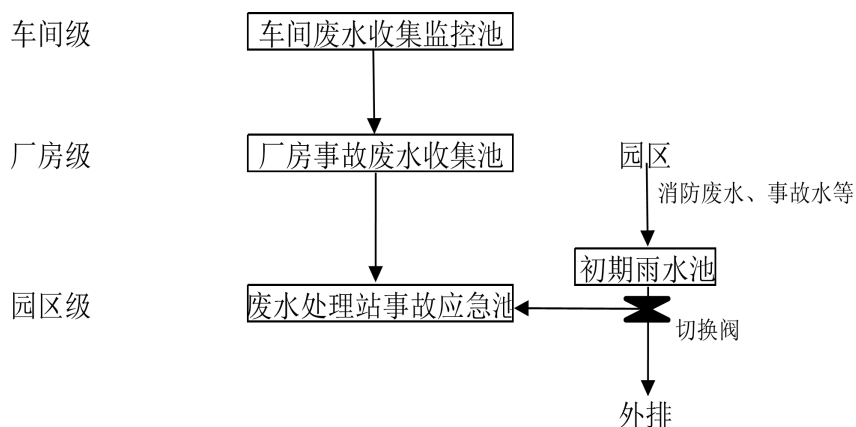 车间级
车间废水收集监控池
厂房级
厂房事故废水收集池
园区
消防废水、事故水等
初期雨水池
园区级
废水处理站事故应急池
切换阀
外排